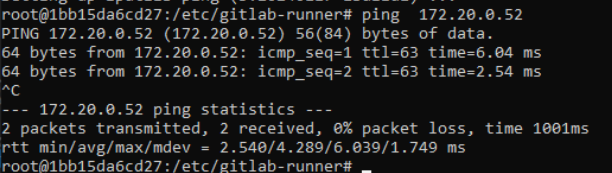 root@1bb15da6cd27:/etc/gitlab-runner# ping  172.20.0.52
PING 172.20.0.52 (172.20.0.52) 56(84) bytes of data.
64 bytes from 172.20.0.52: icmp_seq=1 ttl=63 time=6.04 ms
64 bytes from 172.20.0.52: icmp_seq=2 ttl=63 time=2.54 ms
^C
--- 172.20.0.52 ping statistics ---
2 packets transmitted, 2 received, 0% packet loss, time 1001ms
rtt min/avg/max/mdev = 2.540/4.289/6.039/1.749 ms
root@1bb15da6cd27:/etc/gitlab-runner#